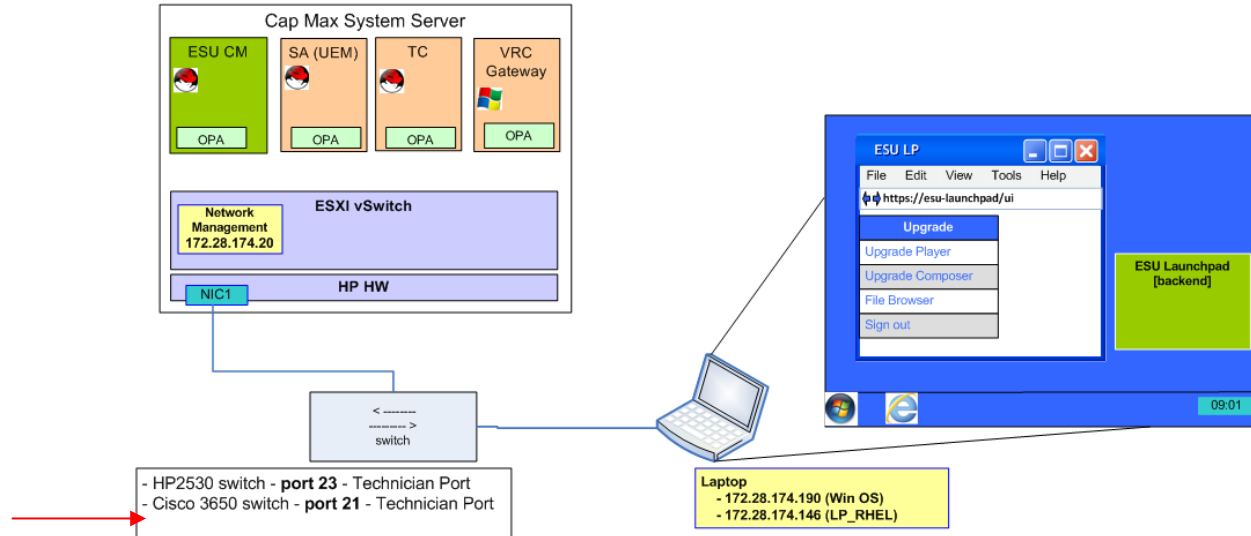 Cap Max System Server
ESU CM
SA (UEM)
TC
VRC
Gateway
OPA
OPA
OPA
OPA
ESXI vSwitch
Network
Management
172.28.174.20
HP HW
NIC1
< --------
--------- >
switch
- HP2530 switch - port 23 - Technician Port
- Cisco 3650 switch - port 21 - Technician Port
ESU LP
File Edit View Tools Help
https://esu-launchpad/ui
Upgrade
Upgrade Player
Upgrade Composer
File Browser
Sign out
ESU Launchpad
[backend]
09:01
Laptop
- 172.28.174.190 (Win OS)
- 172.28.174.146 (LP_RHEL)